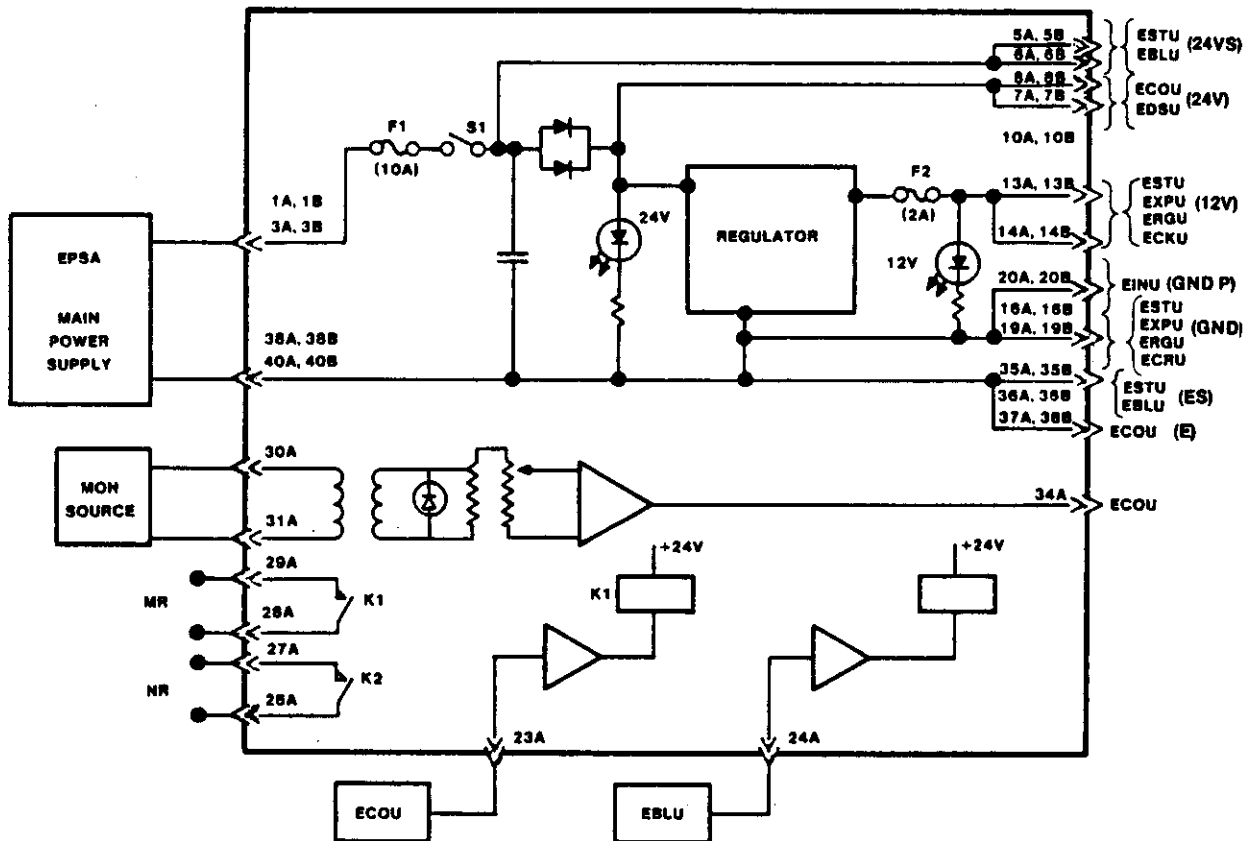 5A, 5B
6A, 6B
ESTU
EBLU
(24VS)
8A, 8B
7A, 7B
ECOU
EDSU
(24V)
10A, 10B
F1
(10A)
S1
1A, 1B
3A, 3B
EPSA
MAIN
POWER
SUPPLY
24V
REGULATOR
F2
(2A)
13A, 13B
14A, 14B
ESTU
EXPU
ERGU
ECKU
(12V)
12V
20A, 20B
EINU (GND P)
16A, 16B
19A, 19B
ESTU
EXPU
ERGU
ECRU
(GND)
38A, 38B
40A, 40B
35A, 35B
36A, 36B
ESTU
EBLU
(ES)
37A, 36B
ECOU (E)
MON
SOURCE
30A
31A
34A
ECOU
MR
29A
28A
K1
NR
27A
K2
K1
+24V
+24V
23A
24A
ECOU
EBLU